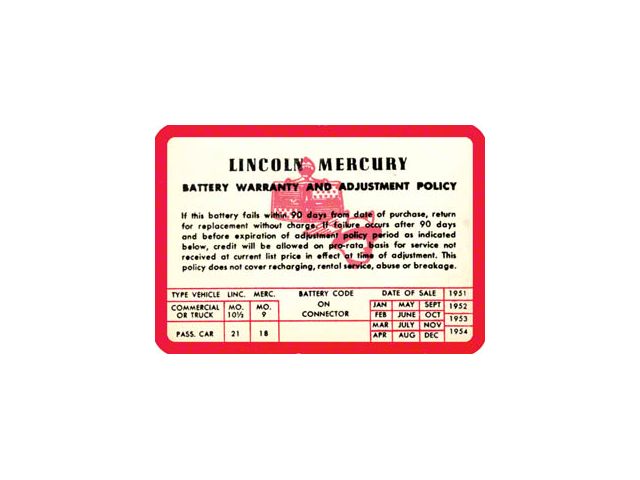 LINCOLN MERCURY
BATTERY WARRANTY AND ADJUSTMENT POLICY
If this battery fails within 90 days from date of purchase, return
for replacement without charge. If failure occurs after 90 days
and before expiration of adjustment policy period as indicated
below, credit will be allowed on pro-rata basis for service not
received at current list price in effect at time of adjustment. This
policy does not cover recharging, rental service, abuse or breakage.
TYPE VEHICLE LINC. MERC. BATTERY CODE ON CONNECTOR DATE OF SALE 1951
COMMERCIAL OR TRUCK MO. 10½ MO. 9 JAN MAY SEPT 1952
FEB JUNE OCT 1953
MAR JULY NOV 1954
PASS. CAR 21 18 APR AUG DEC